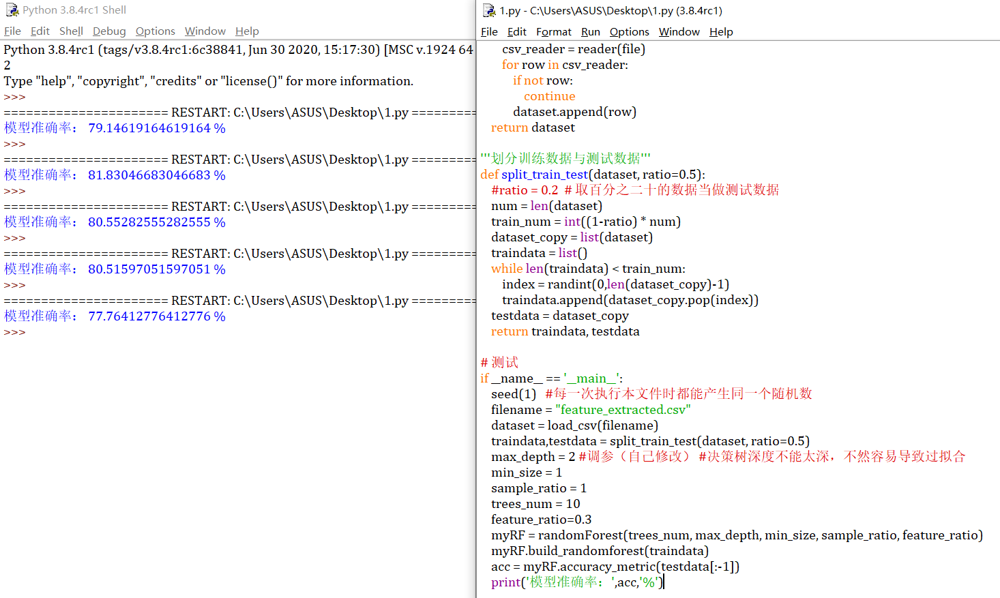 Python 3.8.4rc1 Shell
File Edit Shell Debug Options Window Help
Python 3.8.4rc1 (tags/v3.8.4rc1:6c38841, Jun 30 2020, 15:17:30) [MSC v.1924 64
2
Type "help", "copyright", "credits" or "license()" for more information.
>>>
====================== RESTART: C:\Users\ASUS\Desktop\1.py =========
模型准确率： 79.14619164619164 %
>>>
====================== RESTART: C:\Users\ASUS\Desktop\1.py =========
模型准确率： 81.83046683046683 %
>>>
====================== RESTART: C:\Users\ASUS\Desktop\1.py =========
模型准确率： 80.55282555282555 %
>>>
====================== RESTART: C:\Users\ASUS\Desktop\1.py =========
模型准确率： 80.51597051597051 %
>>>
====================== RESTART: C:\Users\ASUS\Desktop\1.py =========
模型准确率： 77.76412776412776 %
>>>
1.py - C:\Users\ASUS\Desktop\1.py (3.8.4rc1)
File Edit Format Run Options Window Help
csv_reader = reader(file)
for row in csv_reader:
if not row:
continue
dataset.append(row)
return dataset
'''划分训练数据与测试数据'''
def split_train_test(dataset, ratio=0.5):
#ratio = 0.2 # 取百分之二十的数据当做测试数据
num = len(dataset)
train_num = int((1-ratio) * num)
dataset_copy = list(dataset)
traindata = list()
while len(traindata) < train_num:
index = randint(0,len(dataset_copy)-1)
traindata.append(dataset_copy.pop(index))
testdata = dataset_copy
return traindata, testdata
# 测试
if __name__ == '__main__':
seed(1) #每一次执行本文件时都能产生同一个随机数
filename = "feature_extracted.csv"
dataset = load_csv(filename)
traindata,testdata = split_train_test(dataset, ratio=0.5)
max_depth = 2 #调参（自己修改） #决策树深度不能太深，不然容易导致过拟合
min_size = 1
sample_ratio = 1
trees_num = 10
feature_ratio=0.3
myRF = randomForest(trees_num, max_depth, min_size, sample_ratio, feature_ratio)
myRF.build_randomforest(traindata)
acc = myRF.accuracy_metric(testdata[:-1])
print('模型准确率：',acc,'%')